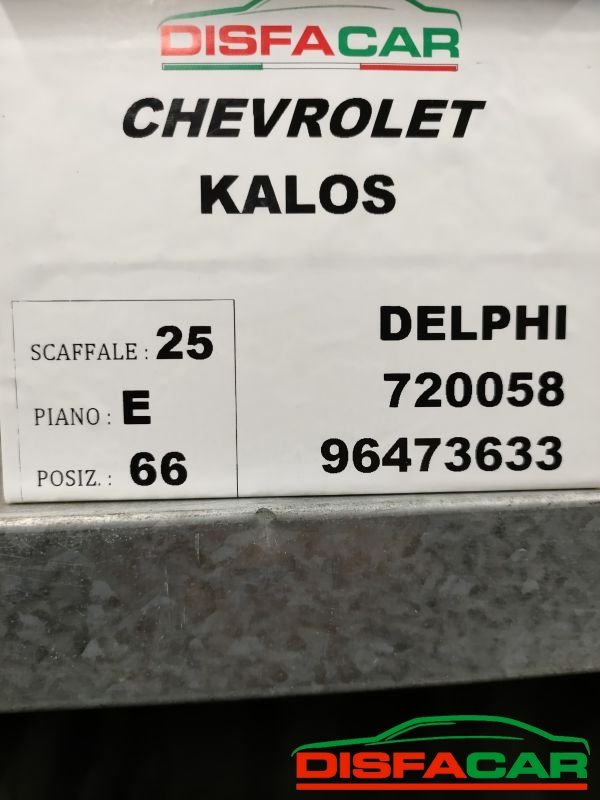 DISFACAR
CHEVROLET
KALOS
SCAFFALE : 25
PIANO : E
POSIZ. : 66
DELPHI
720058
96473633
DISFACAR